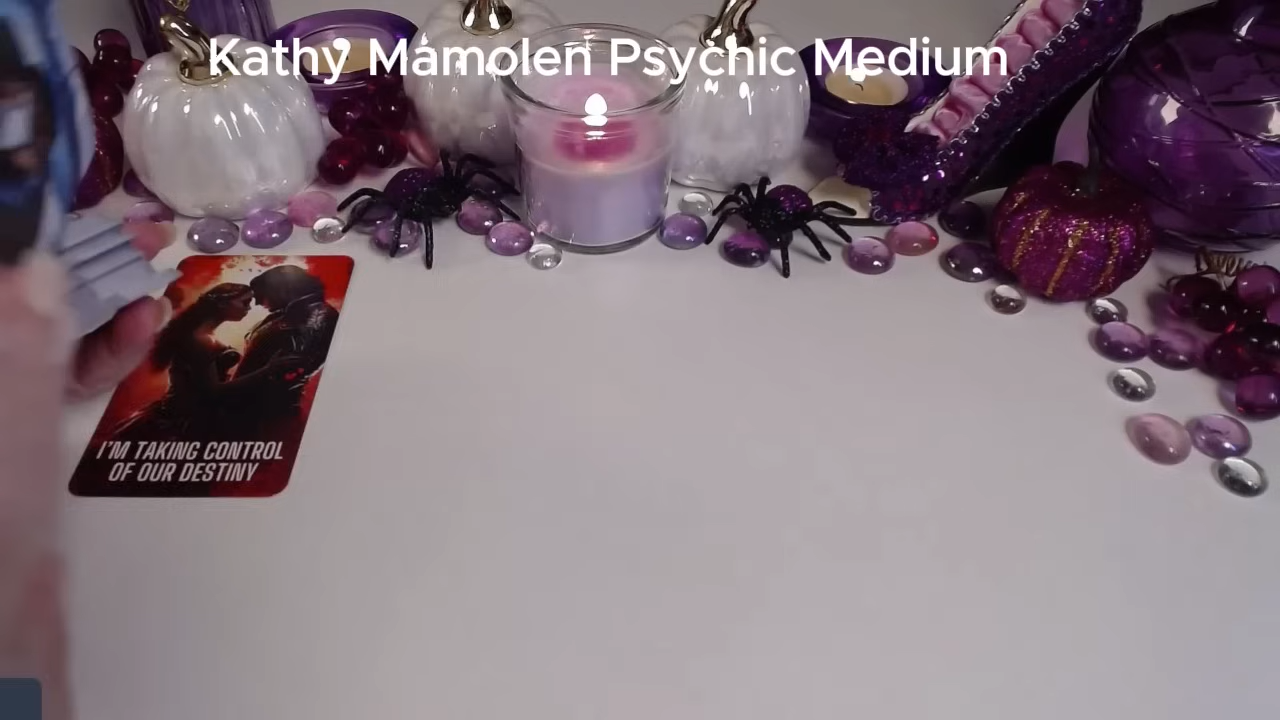 Kathy Mamolen Psychic Medium
I'M TAKING CONTROL
OF OUR DESTINY